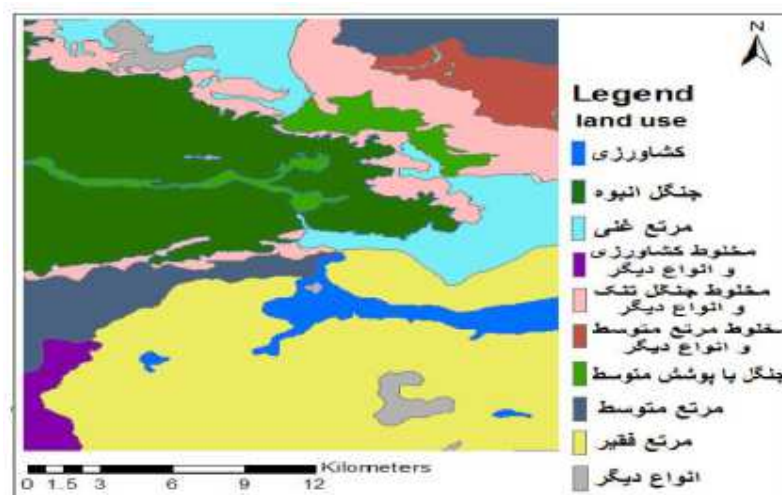 N
Legend
land use
کشاورزی
جنگل انبوه
مرتع غنی
مخلوط کشاورزی
و انواع دیگر
مخلوط جنگل تنک
و انواع دیگر
مخلوط مرتع متوسط
و انواع دیگر
جنگل با پوشش متوسط
مرتع متوسط
مرتع فقیر
انواع دیگر
Kilometers
0 1.5 3 6 9 12